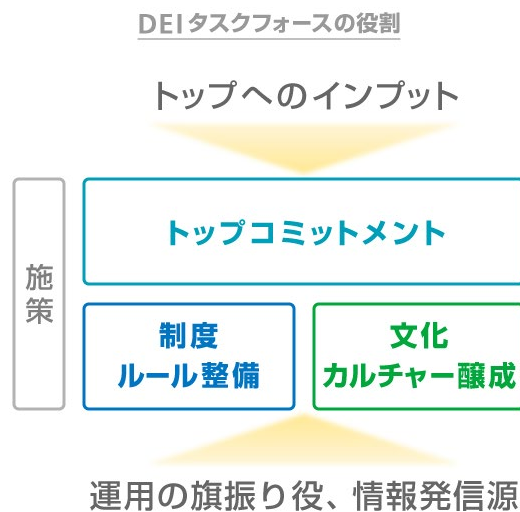 DEIタスクフォースの役割
トップへのインプット
施策
トップコミットメント
制度
ルール整備
文化
カルチャー醸成
運用の旗振り役、情報発信源